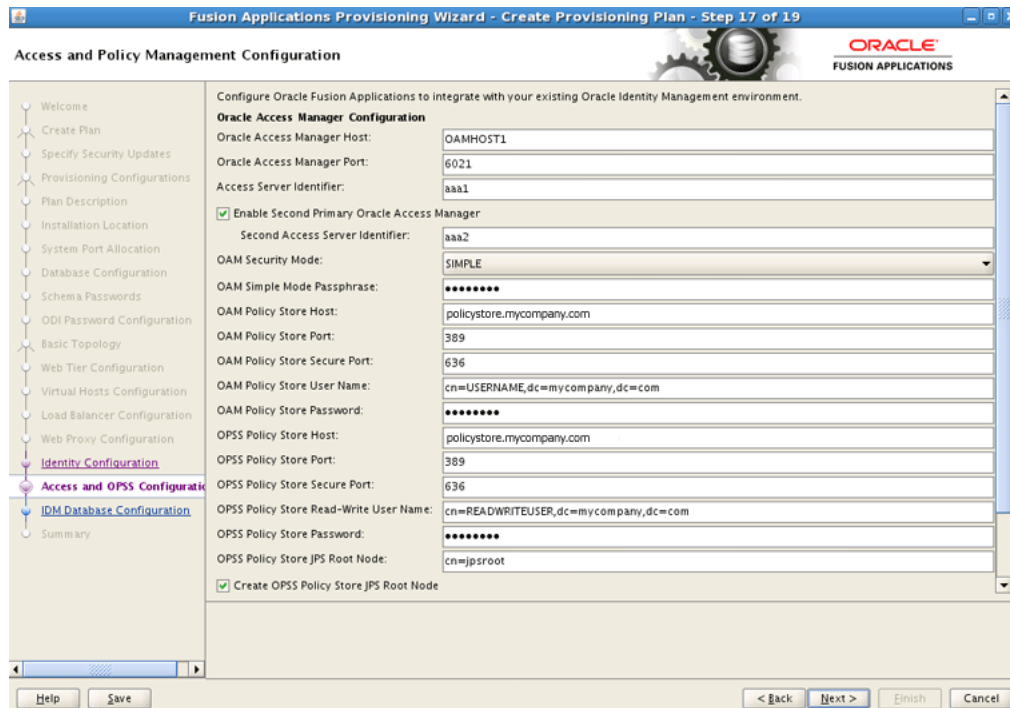 Fusion Applications Provisioning Wizard - Create Provisioning Plan - Step 17 of 19
Access and Policy Management Configuration
ORACLE
FUSION APPLICATIONS
Welcome
Create Plan
Specify Security Updates
Provisioning Configurations
Plan Description
Installation Location
System Port Allocation
Database Configuration
Schema Passwords
ODI Password Configuration
Basic Topology
Web Tier Configuration
Virtual Hosts Configuration
Load Balancer Configuration
Web Proxy Configuration
Identity Configuration
Access and OPSS Configuratio
IDM Database Configuration
Summary
Configure Oracle Fusion Applications to integrate with your existing Oracle Identity Management environment.
Oracle Access Manager Configuration
Oracle Access Manager Host: OAMHOST1
Oracle Access Manager Port: 6021
Access Server Identifier: aaa1
Enable Second Primary Oracle Access Manager
Second Access Server Identifier: aaa2
OAM Security Mode: SIMPLE
OAM Simple Mode Passphrase: ●●●●●●●●
OAM Policy Store Host: policystore.mycompany.com
OAM Policy Store Port: 389
OAM Policy Store Secure Port: 636
OAM Policy Store User Name: cn=USERNAME,dc=mycompany,dc=com
OAM Policy Store Password: ●●●●●●●●
OPSS Policy Store Host: policystore.mycompany.com
OPSS Policy Store Port: 389
OPSS Policy Store Secure Port: 636
OPSS Policy Store Read-Write User Name: cn=READWRITEUSER,dc=mycompany,dc=com
OPSS Policy Store Password: ●●●●●●●●
OPSS Policy Store JPS Root Node: cn=jpsroot
Create OPSS Policy Store JPS Root Node
Help Save < Back Next > Finish Cancel